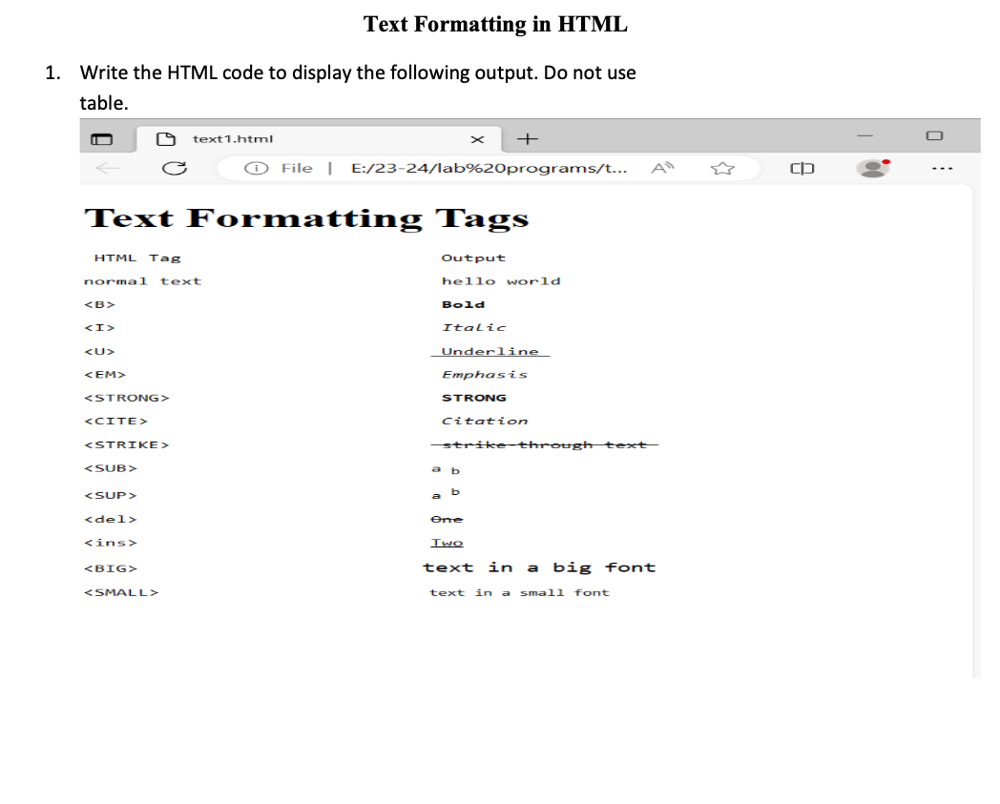 Text Formatting in HTML
1. Write the HTML code to display the following output. Do not use
table.
text1.html
File | E:/23-24/lab%20programs/t...
Text Formatting Tags
HTML Tag Output
normal text hello world
<B> Bold
<I> Italic
<U> Underline
<EM> Emphasis
<STRONG> STRONG
<CITE> Citation
<STRIKE> strike-through text
<SUB> a b
<SUP> a b
<del> One
<ins> Two
<BIG> text in a big font
<SMALL> text in a small font